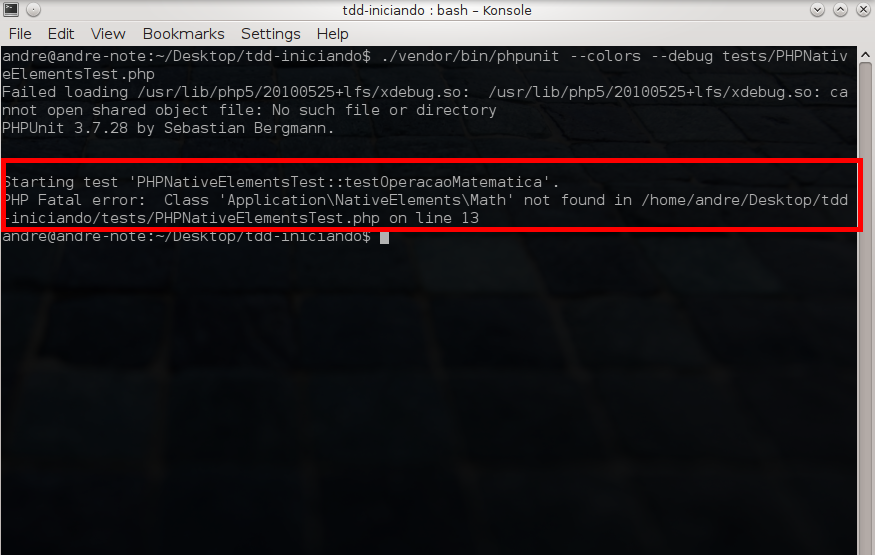 tdd-iniciando : bash – Konsole
File Edit View Bookmarks Settings Help
andre@andre-note:~/Desktop/tdd-iniciando$ ./vendor/bin/phpunit --colors --debug tests/PHPNativ
eElementsTest.php
Failed loading /usr/lib/php5/20100525+lfs/xdebug.so:  /usr/lib/php5/20100525+lfs/xdebug.so: ca
nnot open shared object file: No such file or directory
PHPUnit 3.7.28 by Sebastian Bergmann.
Starting test 'PHPNativeElementsTest::testOperacaoMatematica'.
PHP Fatal error:  Class 'Application\NativeElements\Math' not found in /home/andre/Desktop/tdd
-iniciando/tests/PHPNativeElementsTest.php on line 13
andre@andre-note:~/Desktop/tdd-iniciando$